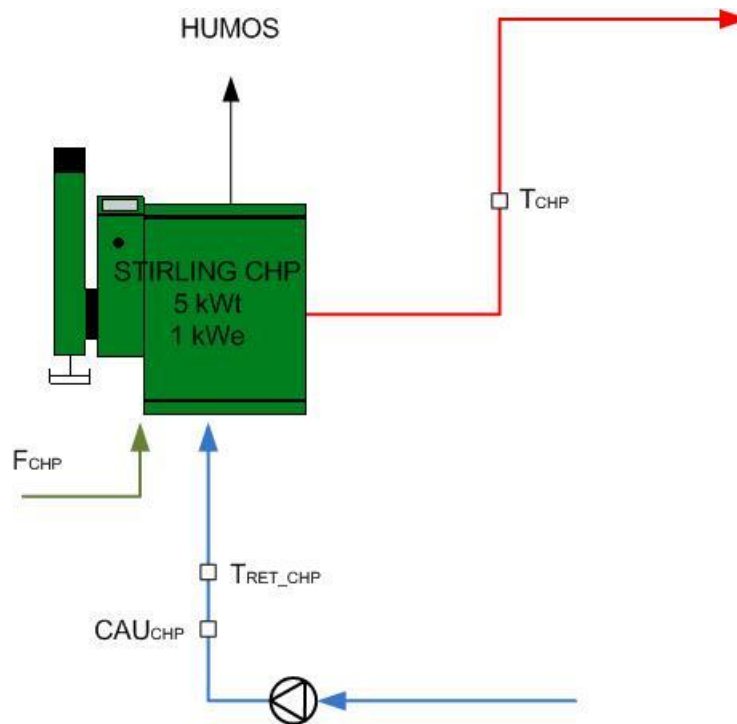 HUMOS
TCHP
STIRLING CHP
5 kWt
1 kWe
FCHP
TRET_CHP
CAUCHP